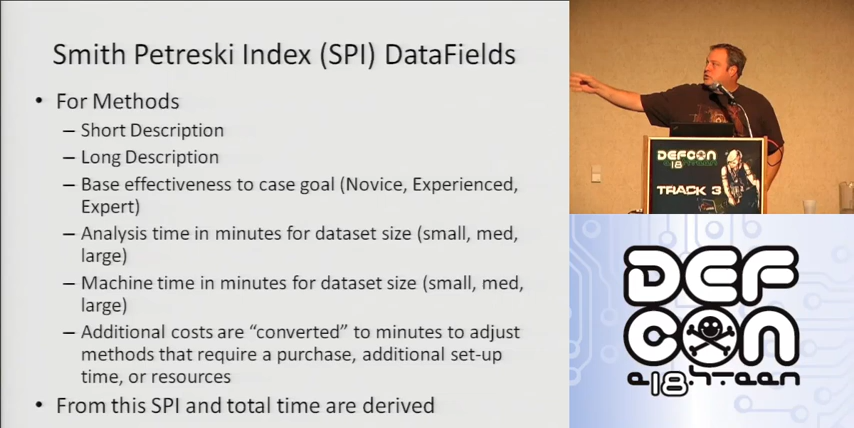 Smith Petreski Index (SPI) DataFields
• For Methods
– Short Description
– Long Description
– Base effectiveness to case goal (Novice, Experienced,
Expert)
– Analysis time in minutes for dataset size (small, med,
large)
– Machine time in minutes for dataset size (small, med,
large)
– Additional costs are “converted” to minutes to adjust
methods that require a purchase, additional set-up
time, or resources
• From this SPI and total time are derived
DEFCON
18
TRACK 3
DEF
CON
e18h-teen